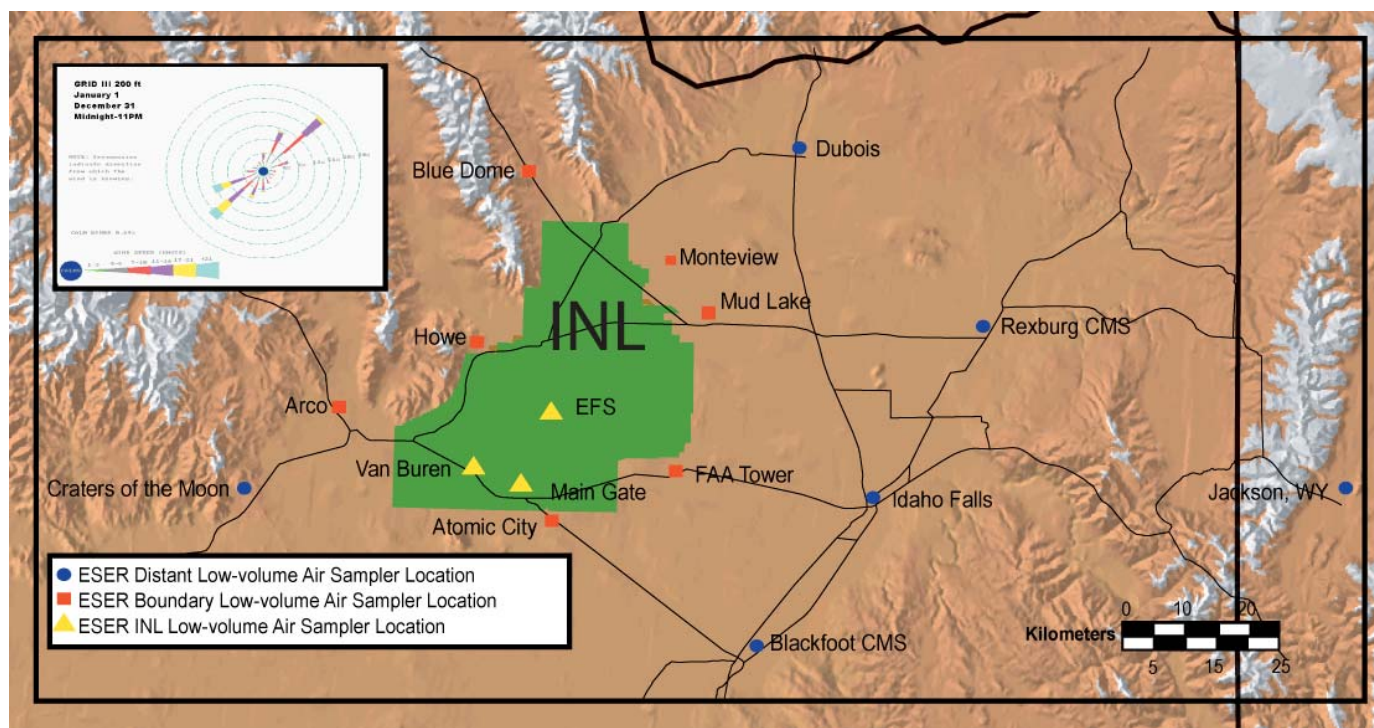 GRID III 200 ft
January 1
December 31
Midnight-11PM
Dubois
Blue Dome
Monteview
Mud Lake
INL
Howe
Rexburg CMS
Arco
EFS
Van Buren
FAA Tower
Craters of the Moon
Main Gate
Idaho Falls
Jackson, WY
Atomic City
ESER Distant Low-volume Air Sampler Location
ESER Boundary Low-volume Air Sampler Location
ESER INL Low-volume Air Sampler Location
Blackfoot CMS
0 10 20
Kilometers
5 15 25